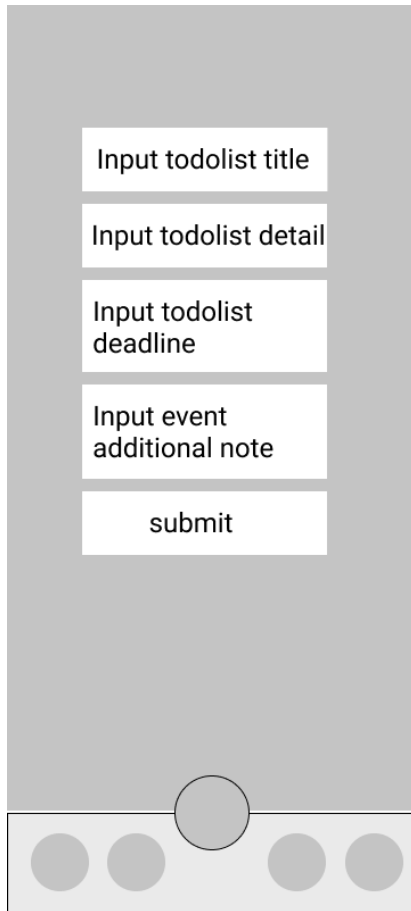 Input todolist title
Input todolist detail
Input todolist
deadline
Input event
additional note
submit